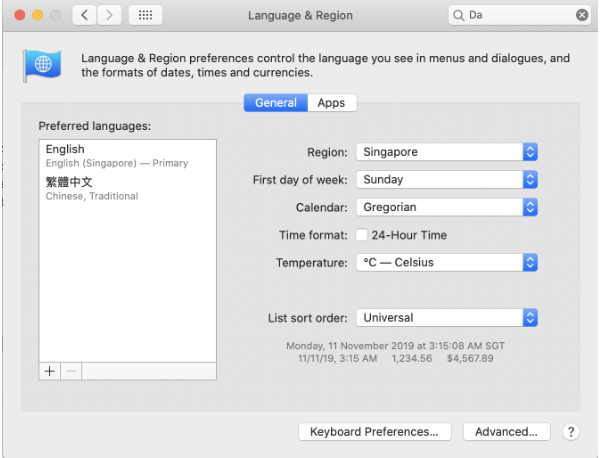 Language & Region
Da
Language & Region preferences control the language you see in menus and dialogues, and
the formats of dates, times and currencies.
General Apps
Preferred languages:
English
English (Singapore) — Primary
繁體中文
Chinese, Traditional
Region: Singapore
First day of week: Sunday
Calendar: Gregorian
Time format: 24-Hour Time
Temperature: °C — Celsius
List sort order: Universal
Monday, 11 November 2019 at 3:15:08 AM SGT
11/11/19, 3:15 AM 1,234.56 $4,567.89
+ −
Keyboard Preferences... Advanced... ?